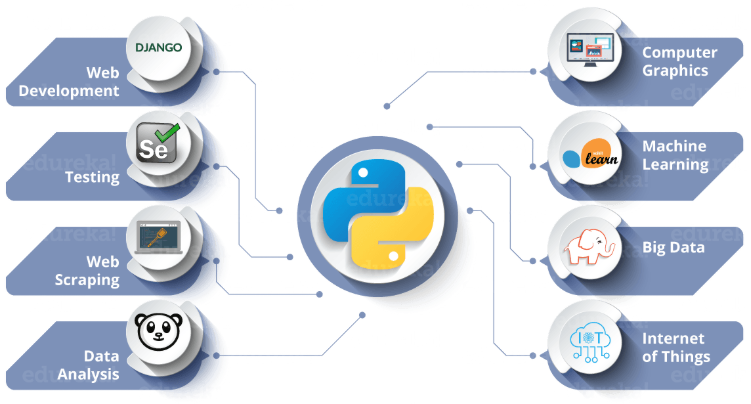 DJANGO
Web
Development
Se
Testing
Web
Scraping
Data
Analysis
edureka!
Computer
Graphics
learn
Machine
Learning
Big Data
IOT
Internet
of Things